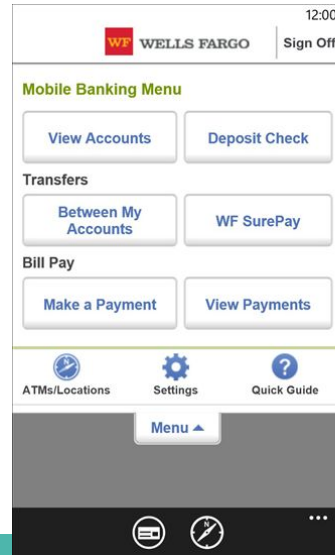 12:00
WF WELLS FARGO Sign Off
Mobile Banking Menu
View Accounts Deposit Check
Transfers
Between My
Accounts WF SurePay
Bill Pay
Make a Payment View Payments
N
ATMs/Locations Settings ? Quick Guide
Menu
N